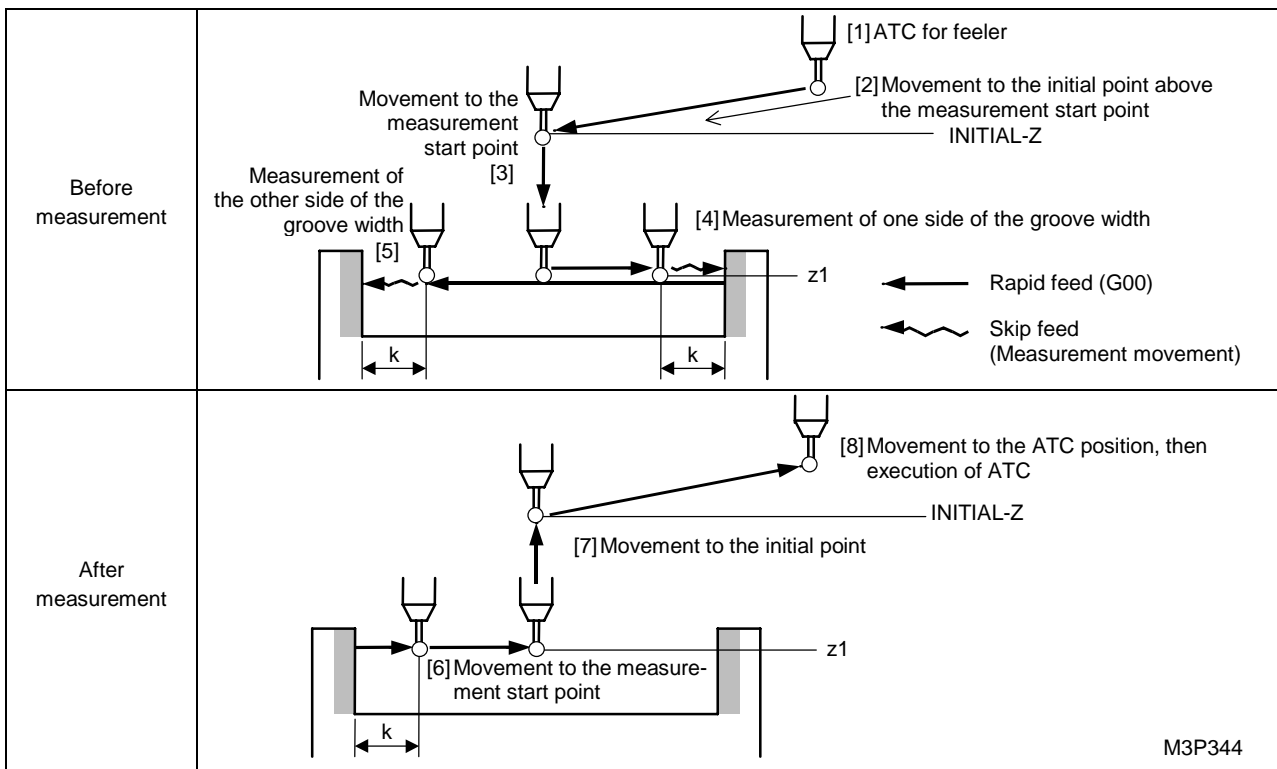 Before
measurement
[1]ATC for feeler
[2]Movement to the initial point above
the measurement start point
INITIAL-Z
Movement to the
measurement
start point
[3]
Measurement of
the other side of the
groove width
[5]
[4]Measurement of one side of the groove width
z1
Rapid feed (G00)
Skip feed
(Measurement movement)
k
k
After
measurement
[8]Movement to the ATC position, then
execution of ATC
INITIAL-Z
[7]Movement to the initial point
z1
[6]Movement to the measure-
ment start point
k
M3P344